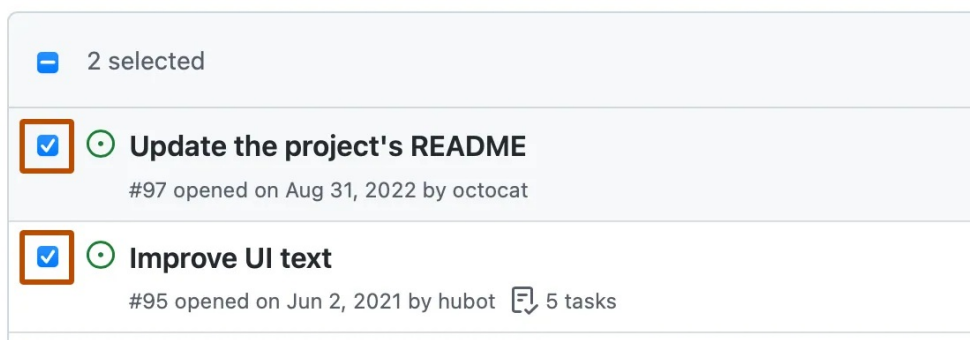 2 selected
Update the project's README
#97 opened on Aug 31, 2022 by octocat
Improve UI text
#95 opened on Jun 2, 2021 by hubot 5 tasks